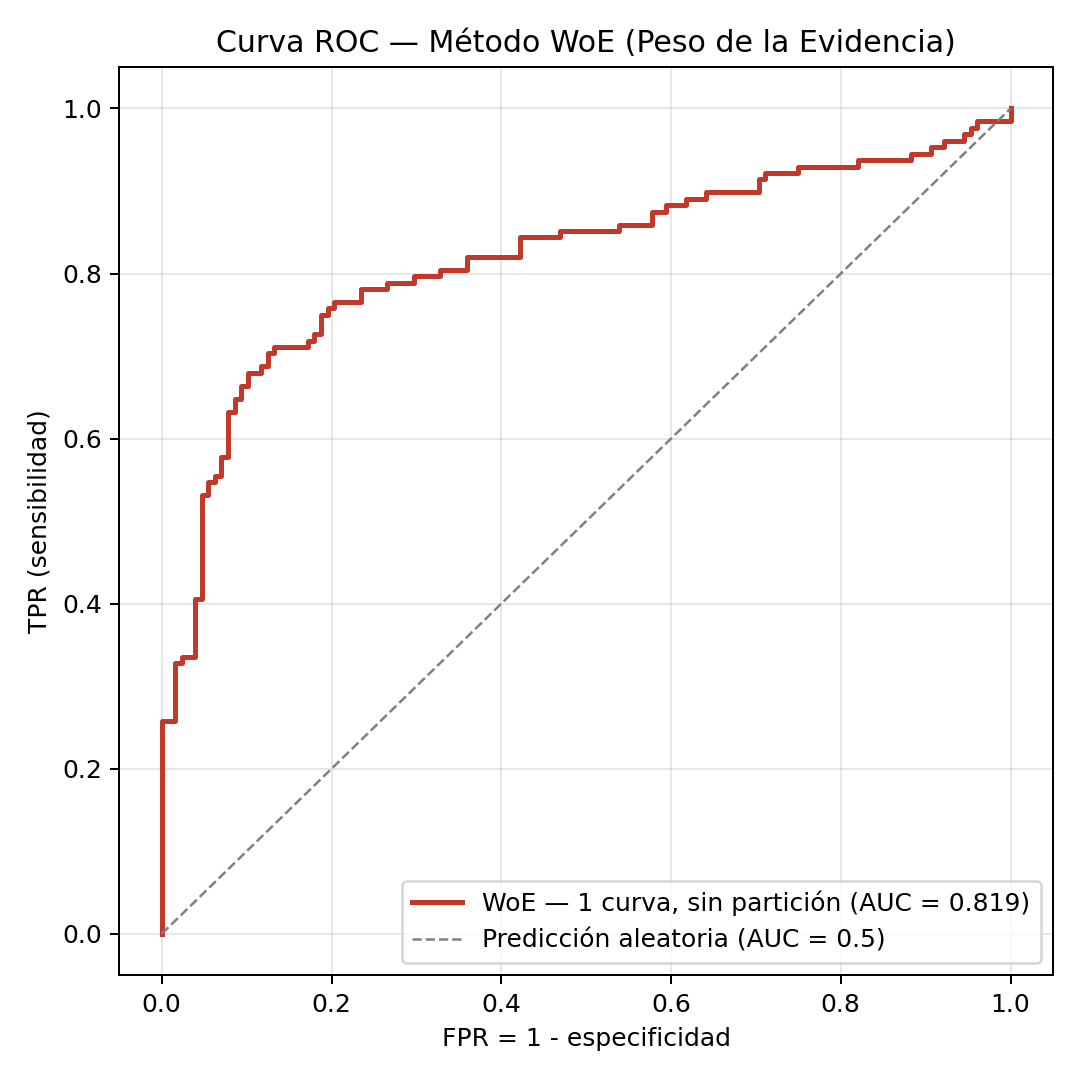 Curva ROC — Método WoE (Peso de la Evidencia)
TPR (sensibilidad)
1.0
0.8
0.6
0.4
0.2
0.0
WoE — 1 curva, sin partición (AUC = 0.819)
Predicción aleatoria (AUC = 0.5)
0.0 0.2 0.4 0.6 0.8 1.0
FPR = 1 - especificidad